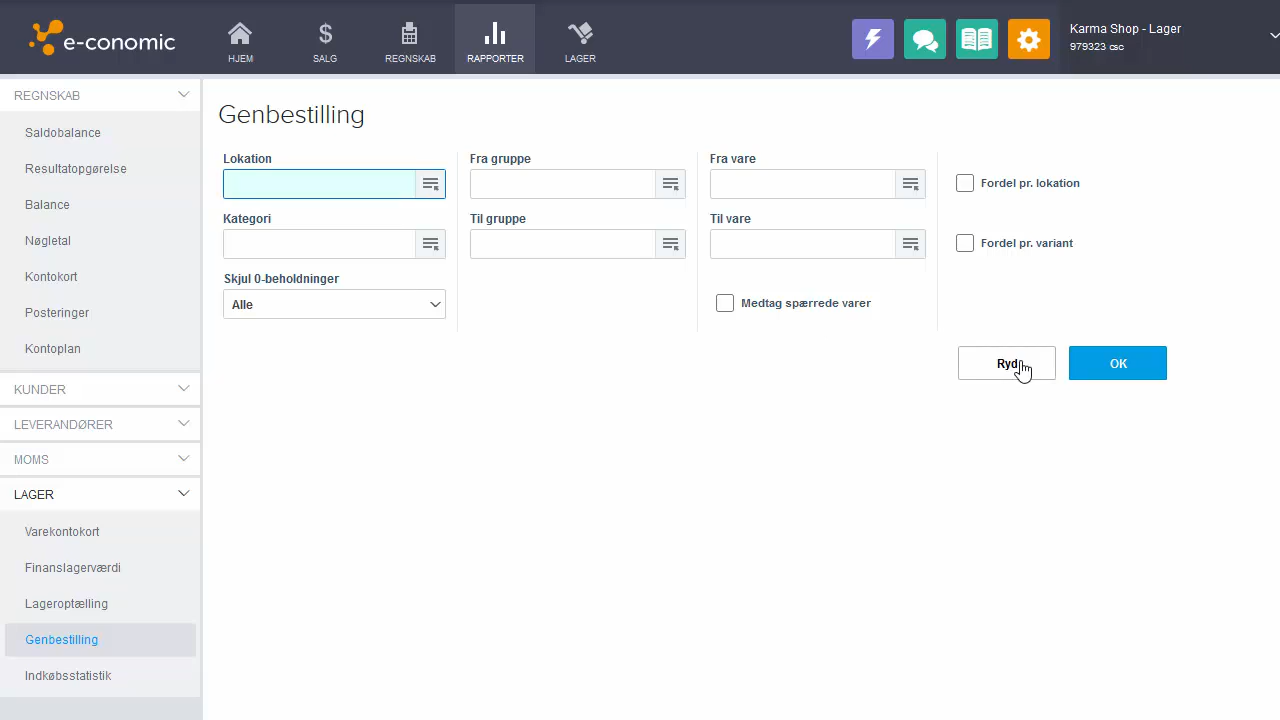 e-conomic
HJEM
SALG
REGNSKAB
RAPPORTER
LAGER
Karma Shop - Lager
979323 csc
REGNSKAB
Saldobalance
Resultatopgørelse
Balance
Nøgletal
Kontokort
Posteringer
Kontoplan
KUNDER
LEVERANDØRER
MOMS
LAGER
Varekontokort
Finanslagerværdi
Lageroptælling
Genbestilling
Indkøbsstatistik
Genbestilling
Lokation
Fra gruppe
Fra vare
Fordel pr. lokation
Kategori
Til gruppe
Til vare
Fordel pr. variant
Skjul 0-beholdninger
Alle
Medtag spærrede varer
Ryd
OK